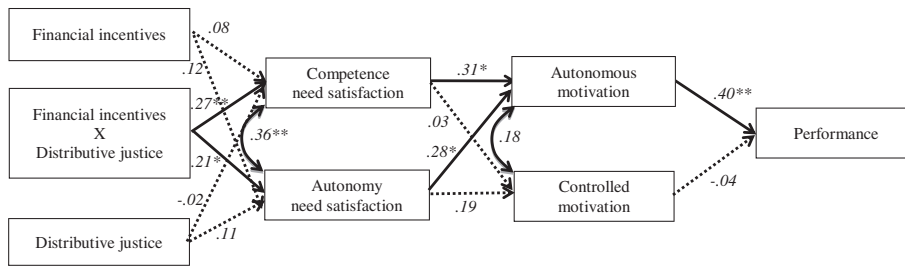 Financial incentives
.08
.12
Financial incentives
X
Distributive justice
.27**
.21*
-.02
Distributive justice
.11
Competence
need satisfaction
.36**
Autonomy
need satisfaction
.31*
.03
.28*
.19
Autonomous
motivation
.18
Controlled
motivation
.40**
-.04
Performance